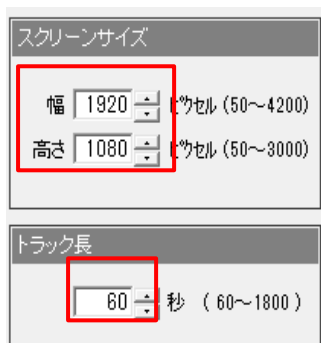 スクリーンサイズ
幅 1920 ピクセル (50～4200)
高さ 1080 ピクセル (50～3000)
トラック長
60 秒 ( 60～1800 )